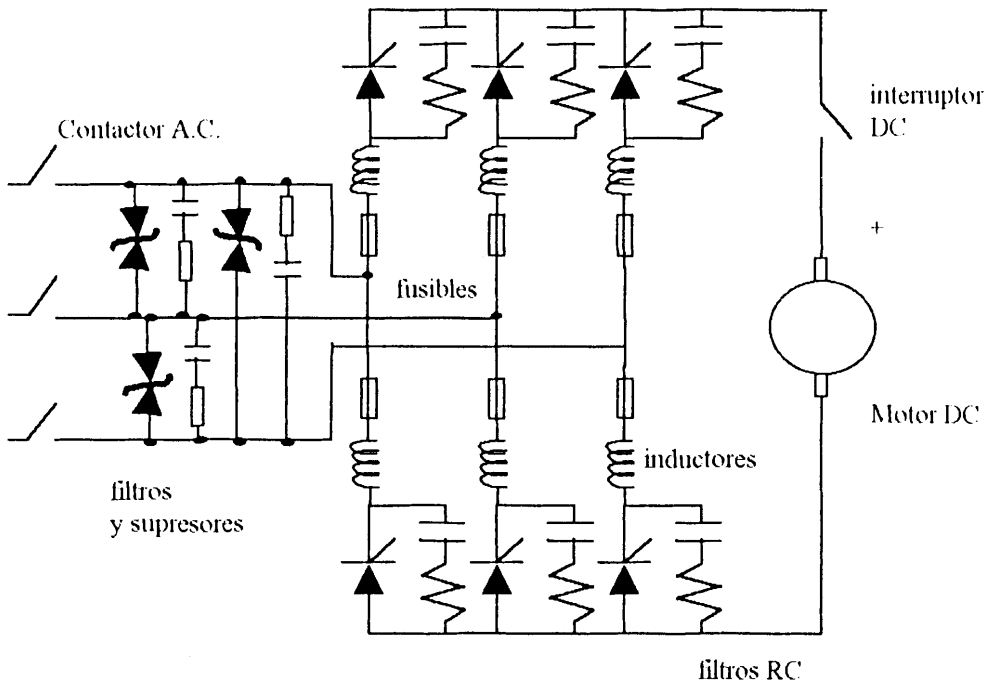 Contactor A.C.
interruptor
DC
+
fusibles
Motor DC
inductores
filtros
y supresores
filtros RC